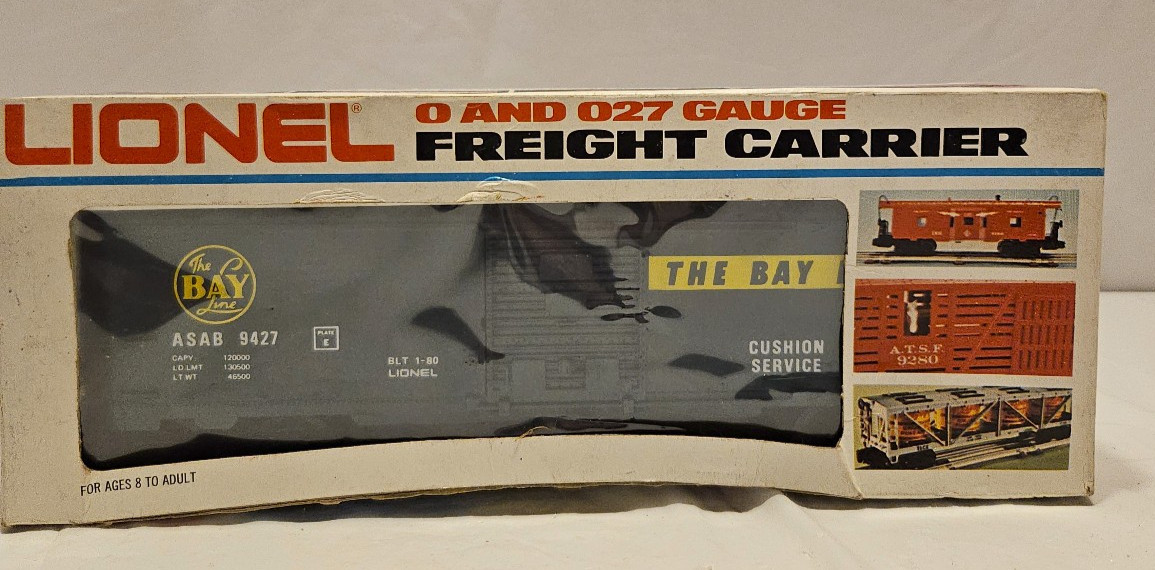 LIONEL®
O AND O27 GAUGE
FREIGHT CARRIER
The
BAY
Line
ASAB 9427
PLATE
E
CAPY. 120000
LD.LMT 130500
LT.WT 46500
BLT 1-80
LIONEL
THE BAY
CUSHION
SERVICE
A.T.S.F.
9280
FOR AGES 8 TO ADULT